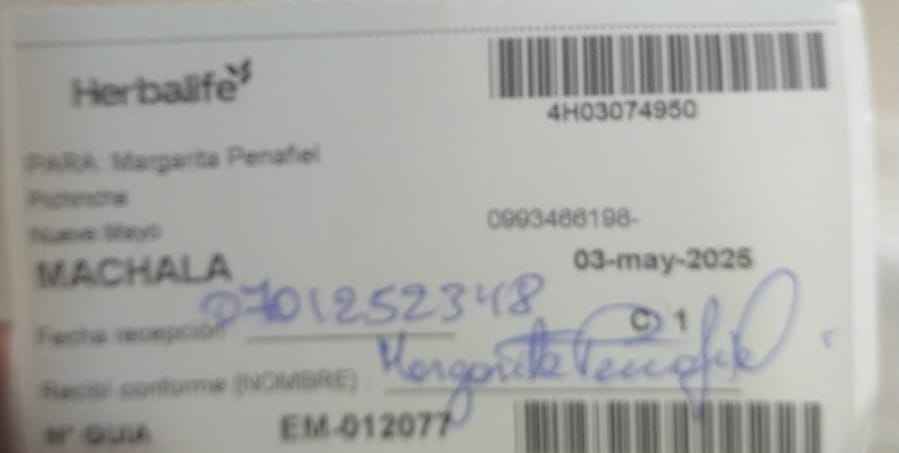 Herbalife
4H03074950
PARA: Margarita Penafiel
Pichincha
Nueve Mayo
0993466198-
MACHALA
03-may-2025
0701252348
Fecha recepción
C) 1
Margarita Penafiel
Recibi conforme (NOMBRE)
N° GUIA EM-012077